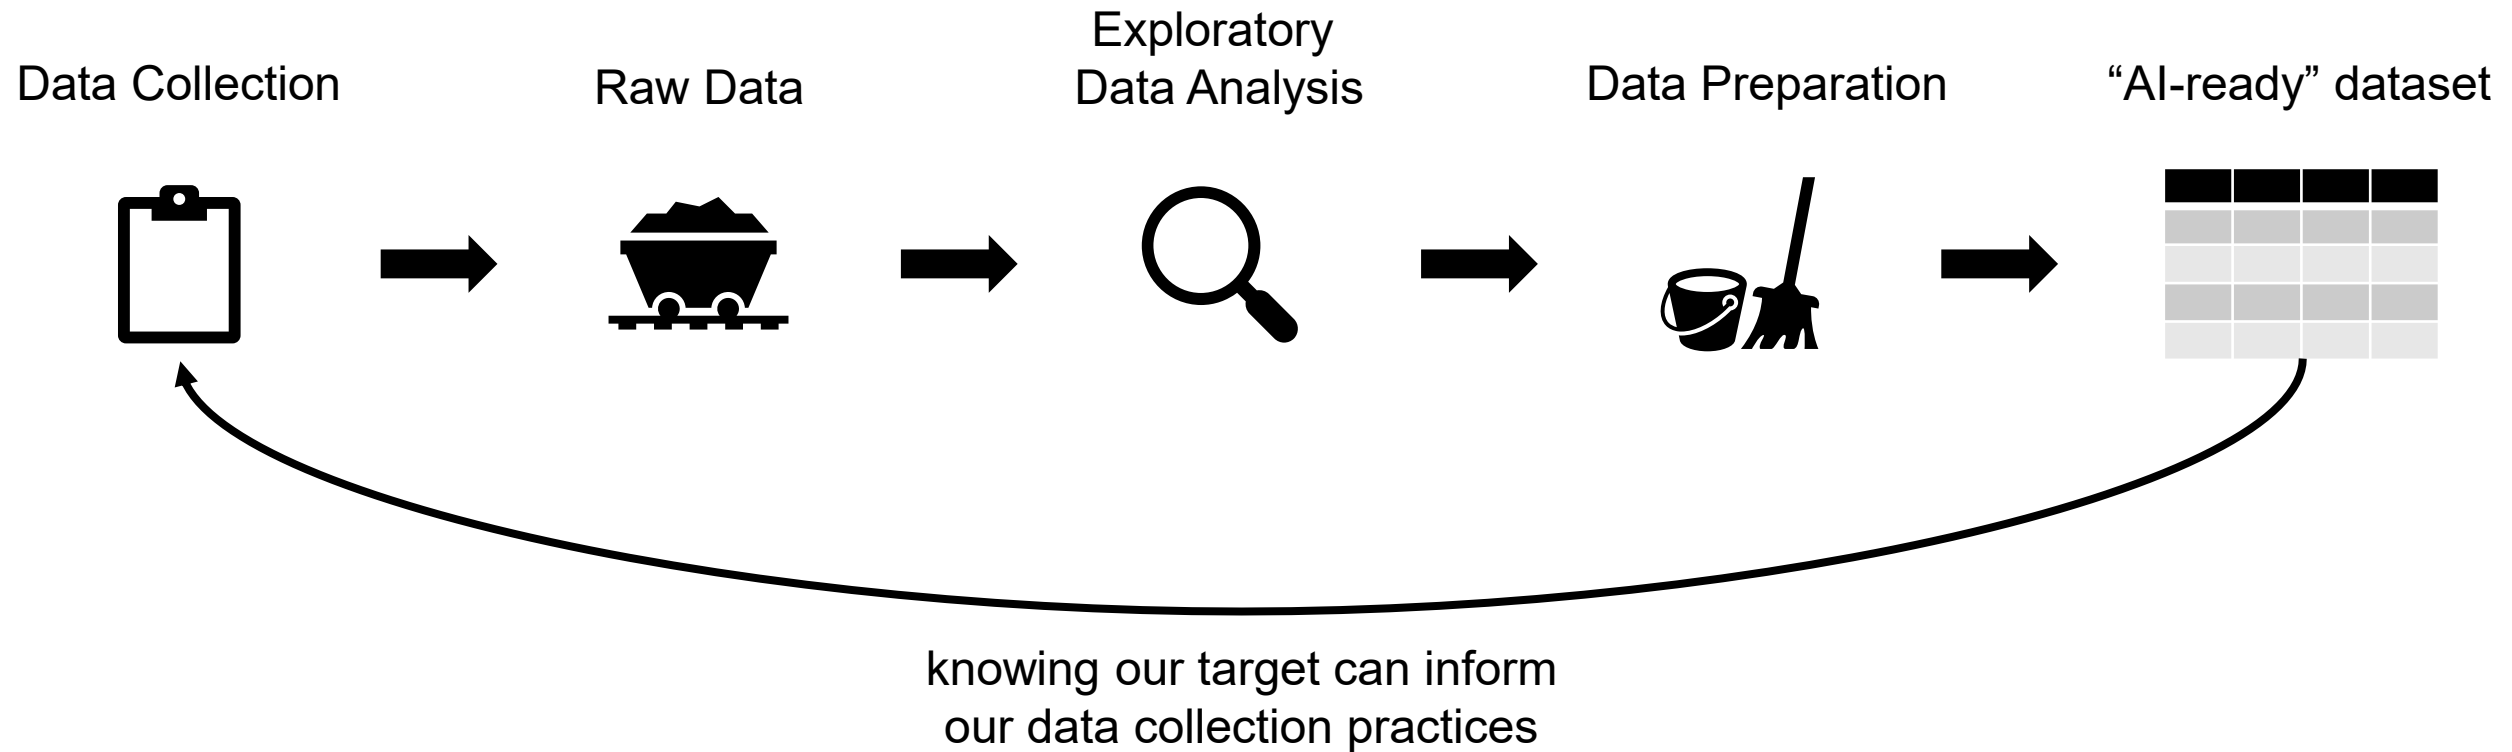 Data Collection
Raw Data
Exploratory
Data Analysis
Data Preparation
“AI-ready” dataset
knowing our target can inform
our data collection practices